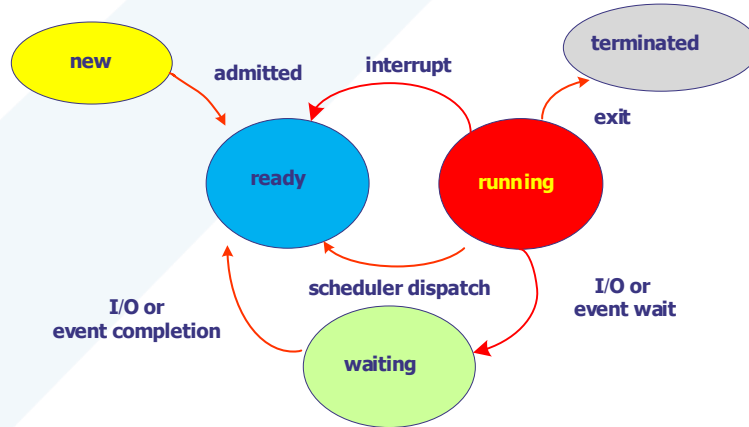 new
admitted
interrupt
terminated
exit
ready
running
scheduler dispatch
I/O or
event completion
I/O or
event wait
waiting